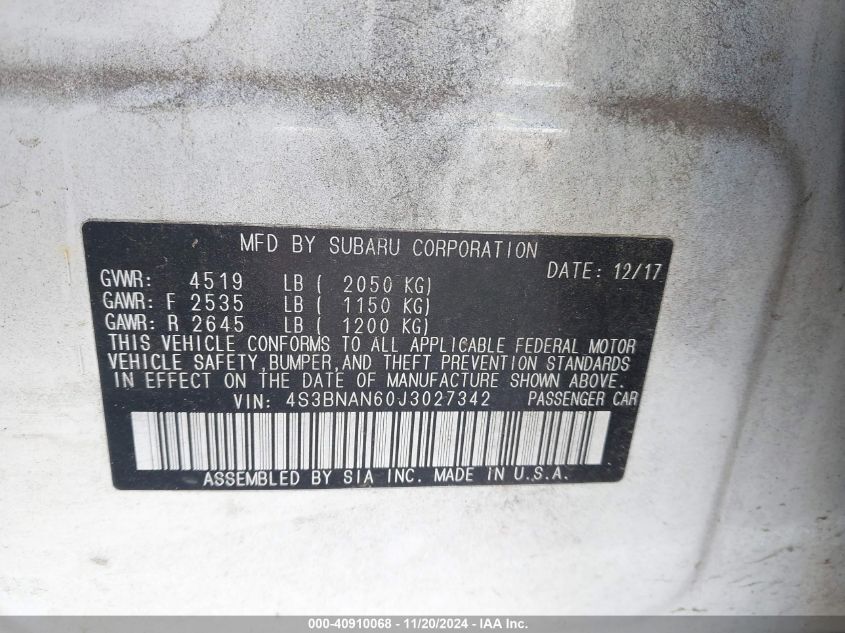 MFD BY SUBARU CORPORATION
DATE: 12/17
GVWR: 4519 LB ( 2050 KG)
GAWR: F 2535 LB ( 1150 KG)
GAWR: R 2645 LB ( 1200 KG)
THIS VEHICLE CONFORMS TO ALL APPLICABLE FEDERAL MOTOR
VEHICLE SAFETY,BUMPER,AND THEFT PREVENTION STANDARDS
IN EFFECT ON THE DATE OF MANUFACTURE SHOWN ABOVE.
VIN: 4S3BNAN60J3027342 PASSENGER CAR
ASSEMBLED BY SIA INC. MADE IN U.S.A.
000-40910068 - 11/20/2024 - IAA Inc.